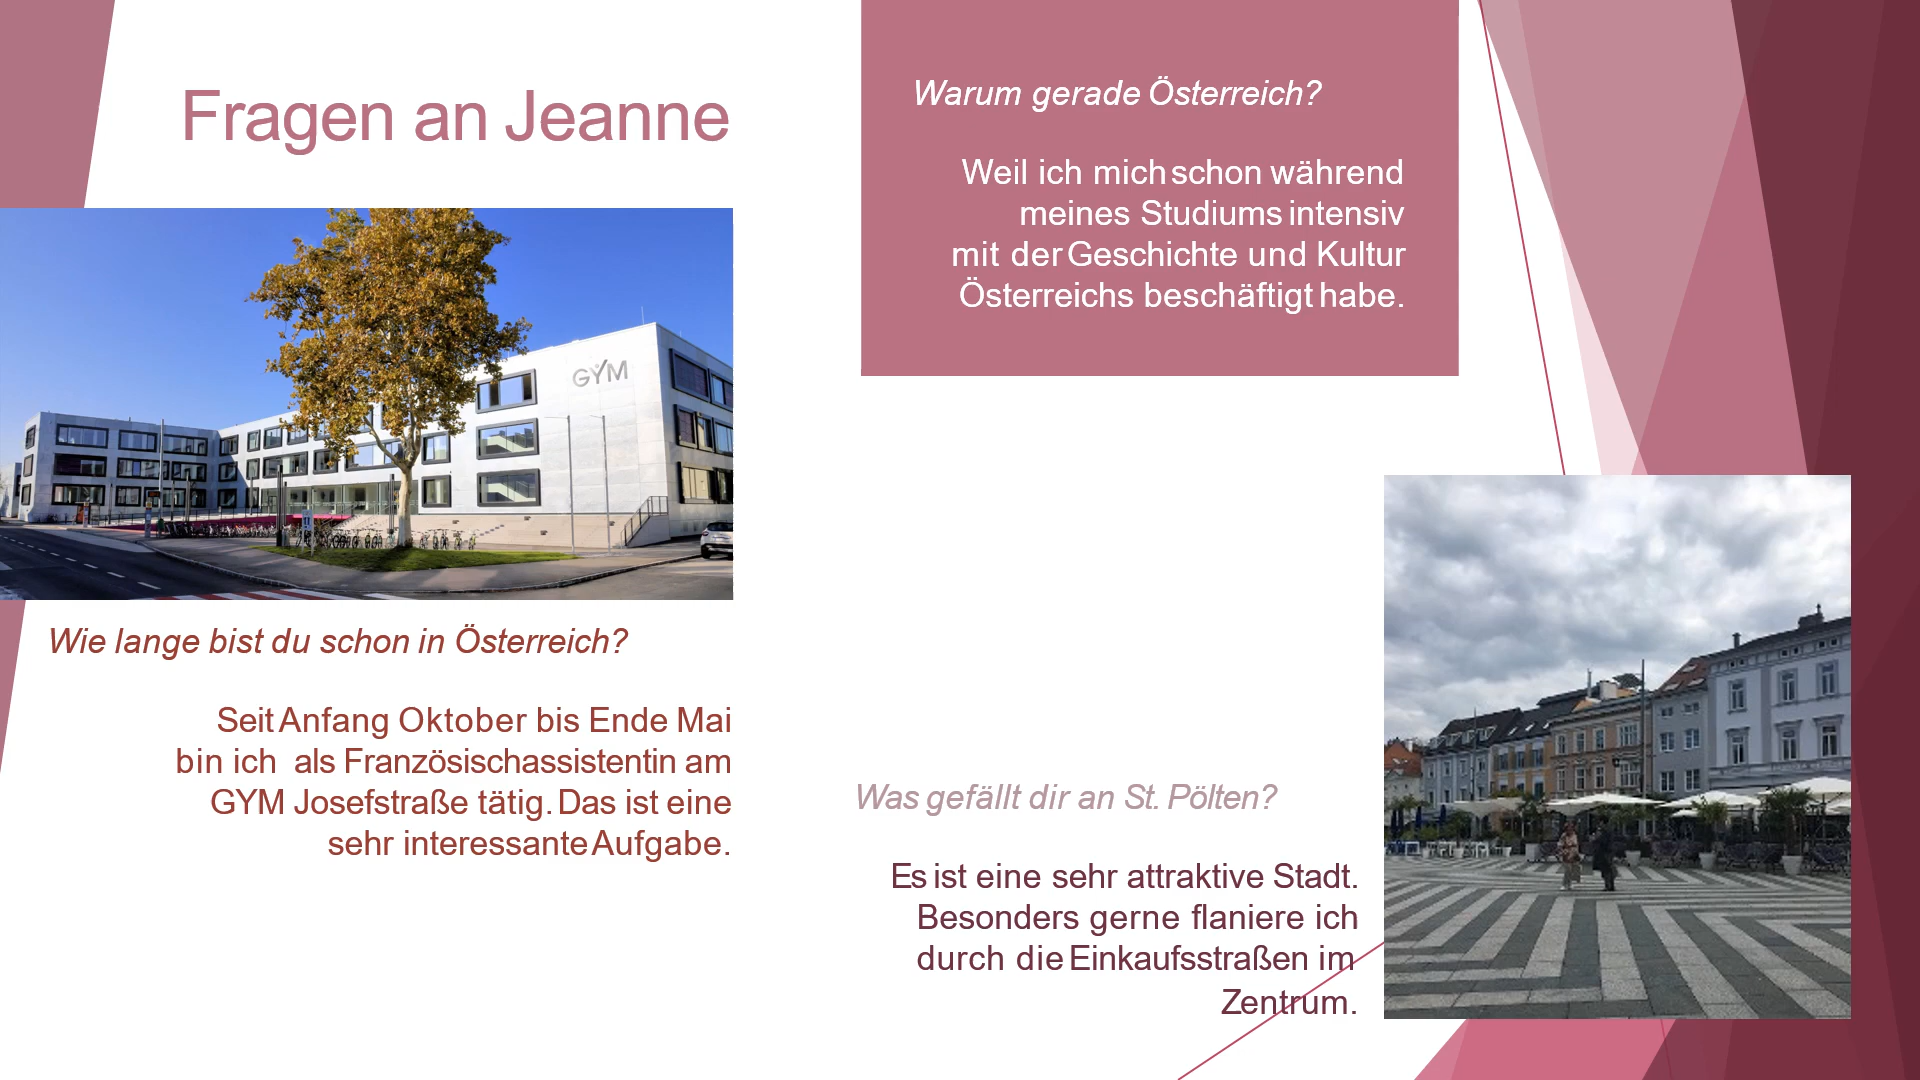 Fragen an Jeanne
GYM
Wie lange bist du schon in Österreich?
Seit Anfang Oktober bis Ende Mai
bin ich als Französischassistentin am
GYM Josefstraße tätig. Das ist eine
sehr interessante Aufgabe.
Warum gerade Österreich?
Weil ich mich schon während
meines Studiums intensiv
mit der Geschichte und Kultur
Österreichs beschäftigt habe.
Was gefällt dir an St. Pölten?
Es ist eine sehr attraktive Stadt.
Besonders gerne flaniere ich
durch die Einkaufsstraßen im
Zentrum.